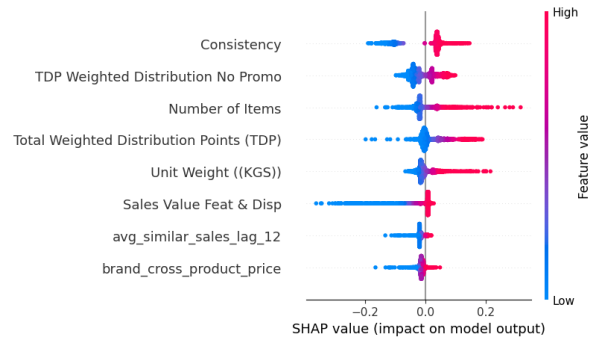 High
Consistency
TDP Weighted Distribution No Promo
Number of Items
Total Weighted Distribution Points (TDP)
Unit Weight ((KGS))
Sales Value Feat & Disp
avg_similar_sales_lag_12
brand_cross_product_price
Feature value
Low
−0.2 0.0 0.2
SHAP value (impact on model output)